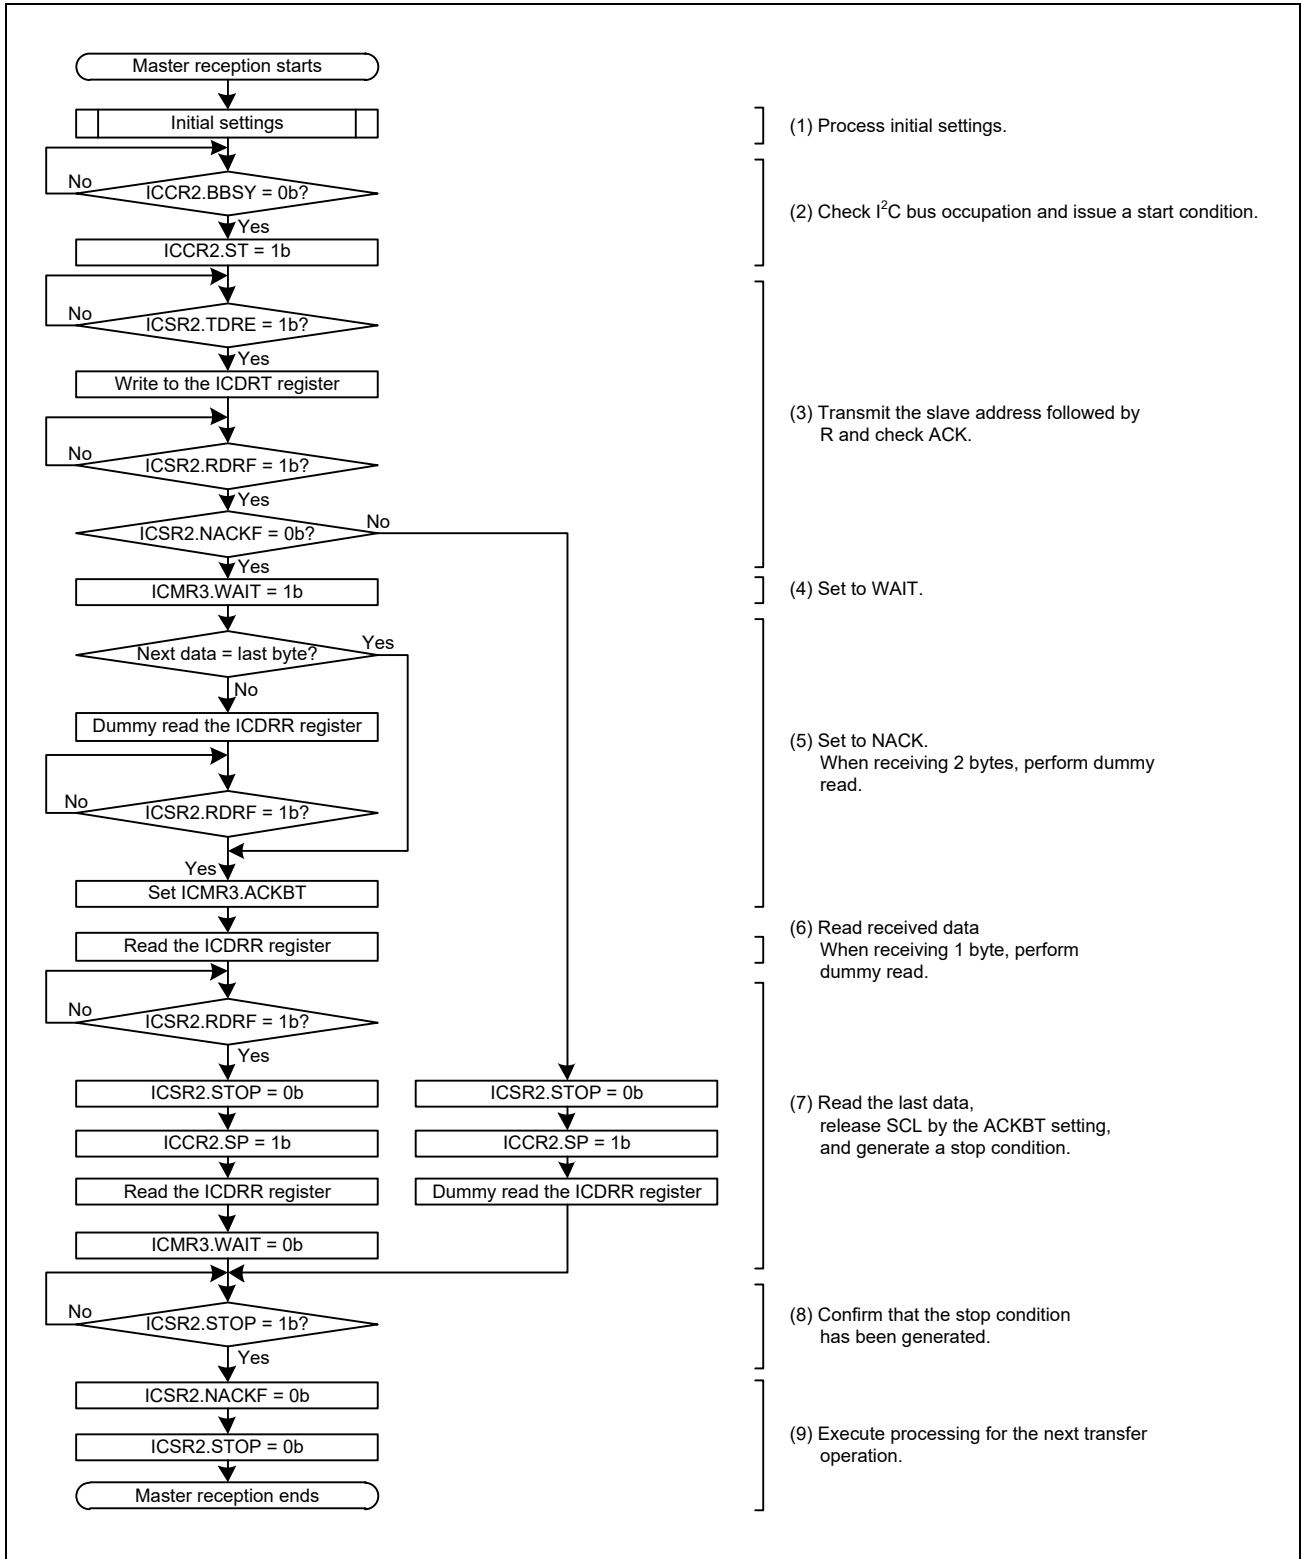 Master reception starts
Initial settings
(1) Process initial settings.
No
ICCR2.BBSY = 0b?
Yes
(2) Check I²C bus occupation and issue a start condition.
ICCR2.ST = 1b
No
ICSR2.TDRE = 1b?
Yes
Write to the ICDRT register
(3) Transmit the slave address followed by
R and check ACK.
No
ICSR2.RDRF = 1b?
Yes
ICSR2.NACKF = 0b?
No
Yes
ICMR3.WAIT = 1b
(4) Set to WAIT.
Next data = last byte?
Yes
No
Dummy read the ICDRR register
(5) Set to NACK.
When receiving 2 bytes, perform dummy
read.
No
ICSR2.RDRF = 1b?
Yes
Set ICMR3.ACKBT
Read the ICDRR register
(6) Read received data
When receiving 1 byte, perform
dummy read.
No
ICSR2.RDRF = 1b?
Yes
ICSR2.STOP = 0b
ICSR2.STOP = 0b
(7) Read the last data,
release SCL by the ACKBT setting,
and generate a stop condition.
ICCR2.SP = 1b
ICCR2.SP = 1b
Read the ICDRR register
Dummy read the ICDRR register
ICMR3.WAIT = 0b
No
ICSR2.STOP = 1b?
Yes
(8) Confirm that the stop condition
has been generated.
ICSR2.NACKF = 0b
ICSR2.STOP = 0b
(9) Execute processing for the next transfer
operation.
Master reception ends